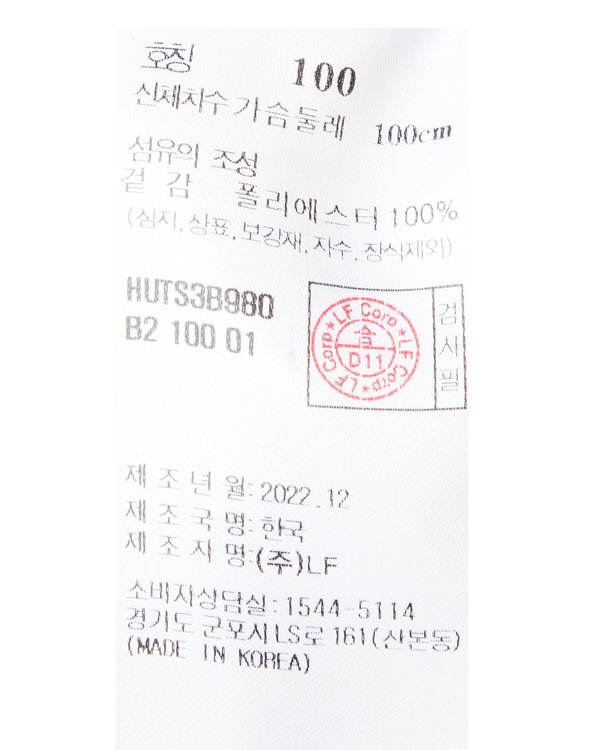 호칭 100
신체치수 가슴둘레 100cm
섬유의 조성
겉 감 폴리에스터 100%
(심지, 상표, 보강재, 자수, 장식제외)
HUTS3B980
B2 100 01
LF Corp ★ LF Corp ★ LF Corp ★
D11
검사필
제 조 년 월: 2022.12
제 조 국 명: 한국
제 조 자 명: (주)LF
소비자상담실: 1544-5114
경기도 군포시 LS로 161(산본동)
(MADE IN KOREA)